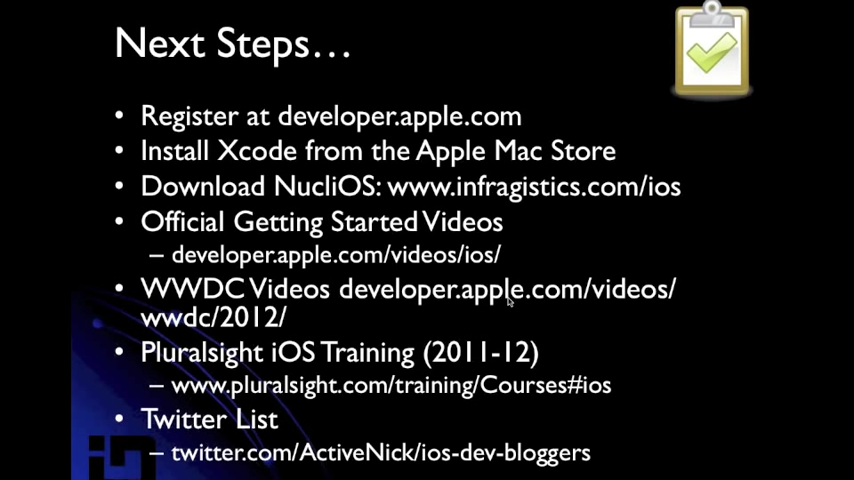 Next Steps…
• Register at developer.apple.com
• Install Xcode from the Apple Mac Store
• Download NucliOS: www.infragistics.com/ios
• Official Getting Started Videos
– developer.apple.com/videos/ios/
• WWDC Videos developer.apple.com/videos/
wwdc/2012/
• Pluralsight iOS Training (2011-12)
– www.pluralsight.com/training/Courses#ios
• Twitter List
– twitter.com/ActiveNick/ios-dev-bloggers